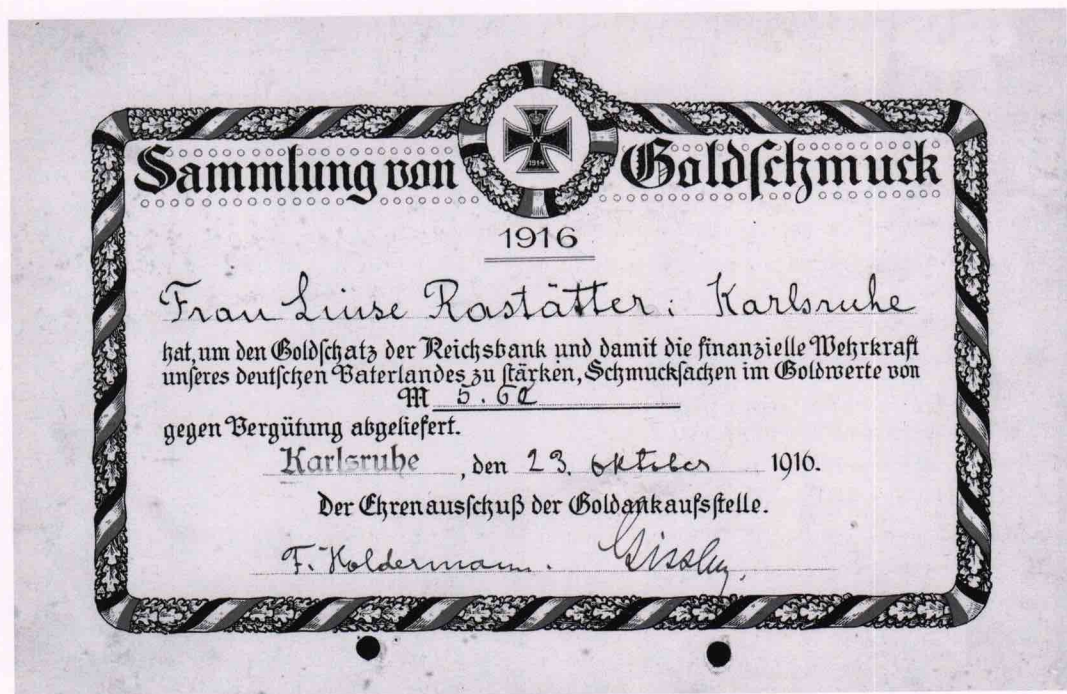 1914
Sammlung von Goldschmuck
1916
Frau Luise Rastätter: Karlsruhe
hat, um den Goldschatz der Reichsbank und damit die finanzielle Wehrkraft
unseres deutschen Vaterlandes zu stärken, Schmucksachen im Goldwerte von
M 5.62
gegen Vergütung abgeliefert.
Karlsruhe, den 23. Oktober 1916.
Der Ehrenausschuß der Goldankaufsstelle.
F. Holdermann.